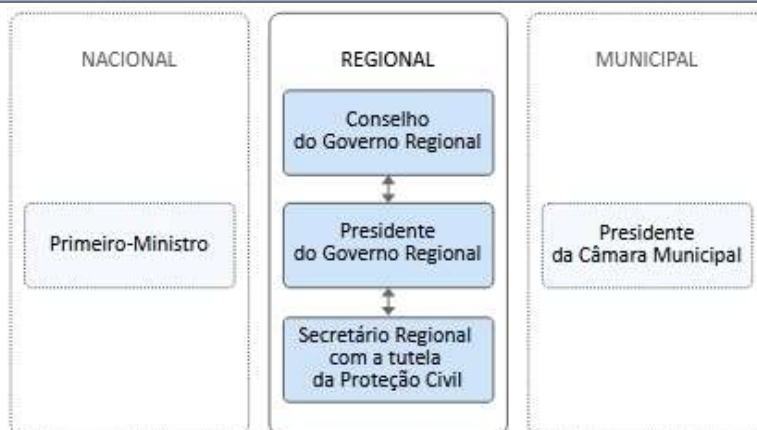 NACIONAL
Primeiro-Ministro
REGIONAL
Conselho
do Governo Regional
Presidente
do Governo Regional
Secretário Regional
com a tutela
da Proteção Civil
MUNICIPAL
Presidente
da Câmara Municipal